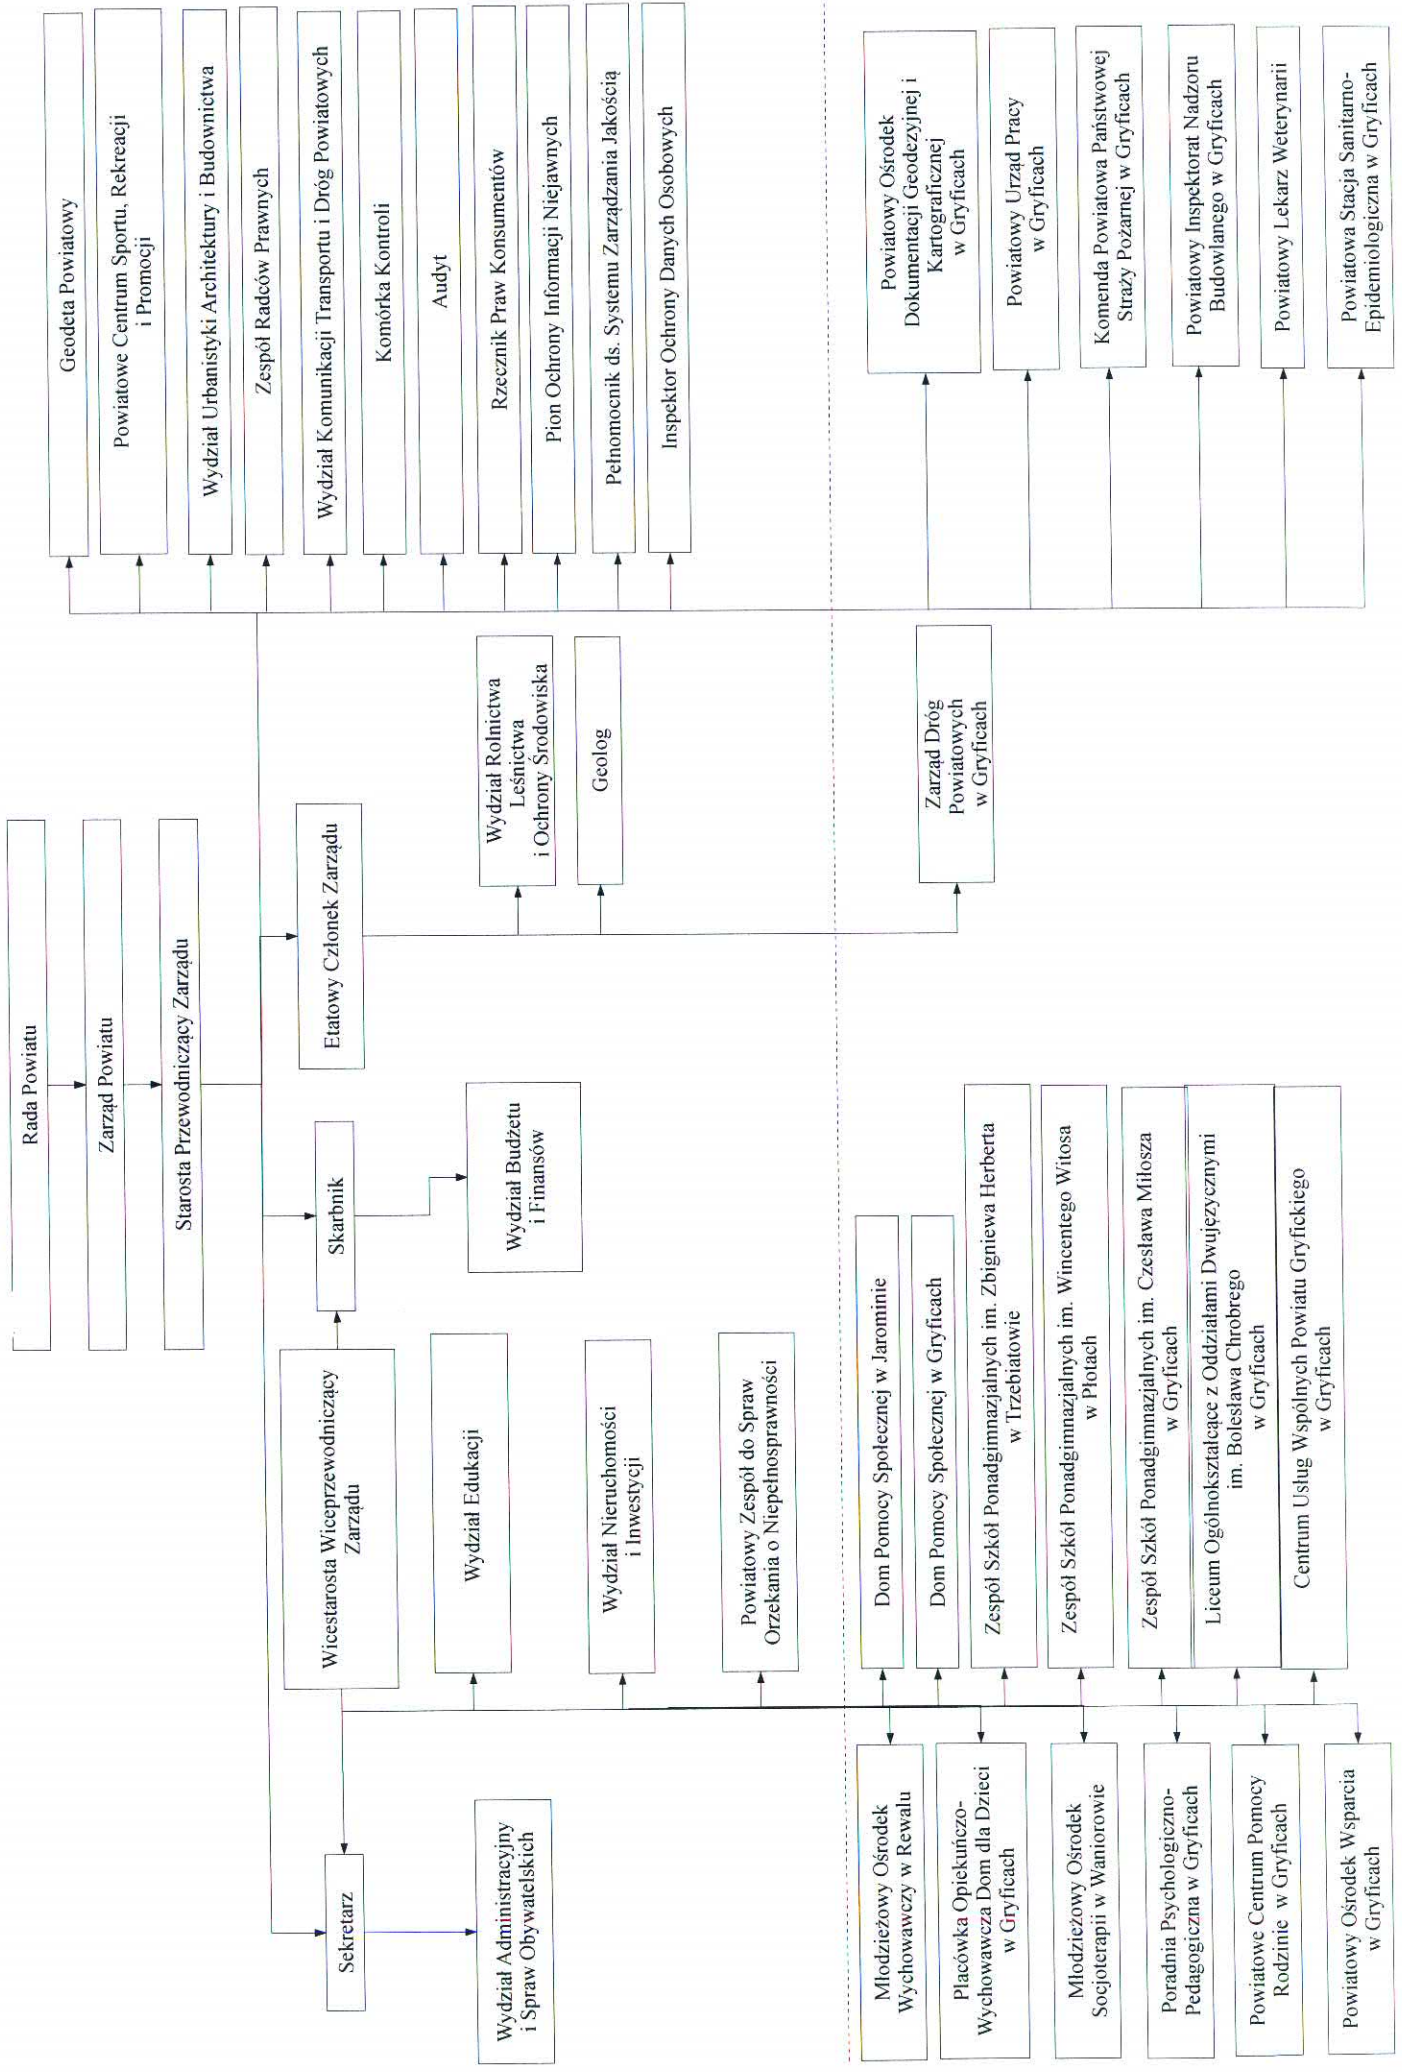 Rada Powiatu
Zarząd Powiatu
Starosta Przewodniczący Zarządu
Sekretarz
Wicestarosta Wiceprzewodniczący
Zarządu
Skarbnik
Etatowy Członek Zarządu
Wydział Administracyjny
i Spraw Obywatelskich
Wydział Edukacji
Wydział Nieruchomości
i Inwestycji
Powiatowy Zespół do Spraw
Orzekania o Niepełnosprawności
Wydział Budżetu
i Finansów
Wydział Rolnictwa
Leśnictwa
i Ochrony Środowiska
Geolog
Geodeta Powiatowy
Powiatowe Centrum Sportu, Rekreacji
i Promocji
Wydział Urbanistyki Architektury i Budownictwa
Zespół Radców Prawnych
Wydział Komunikacji Transportu i Dróg Powiatowych
Komórka Kontroli
Audyt
Rzecznik Praw Konsumentów
Pion Ochrony Informacji Niejawnych
Pełnomocnik ds. Systemu Zarządzania Jakością
Inspektor Ochrony Danych Osobowych
Młodzieżowy Ośrodek
Wychowawczy w Rewalu
Placówka Opiekuńczo-
Wychowawcza Dom dla Dzieci
w Gryficach
Młodzieżowy Ośrodek
Socjoterapii w Waniorowie
Poradnia Psychologiczno-
Pedagogiczna w Gryficach
Powiatowe Centrum Pomocy
Rodzinie w Gryficach
Powiatowy Ośrodek Wsparcia
w Gryficach
Dom Pomocy Społecznej w Jarominie
Dom Pomocy Społecznej w Gryficach
Zespół Szkół Ponadgimnazjalnych im. Zbigniewa Herberta
w Trzebiatowie
Zespół Szkół Ponadgimnazjalnych im. Wincentego Witosa
w Płotach
Zespół Szkół Ponadgimnazjalnych im. Czesława Miłosza
w Gryficach
Liceum Ogólnokształcące z Oddziałami Dwujęzycznymi
im. Bolesława Chrobrego
w Gryficach
Centrum Usług Wspólnych Powiatu Gryfickiego
w Gryficach
Zarząd Dróg
Powiatowych
w Gryficach
Powiatowy Ośrodek
Dokumentacji Geodezyjnej i
Kartograficznej
w Gryficach
Powiatowy Urząd Pracy
w Gryficach
Komenda Powiatowa Państwowej
Straży Pożarnej w Gryficach
Powiatowy Inspektorat Nadzoru
Budowlanego w Gryficach
Powiatowy Lekarz Weterynarii
Powiatowa Stacja Sanitarno-
Epidemiologiczna w Gryficach